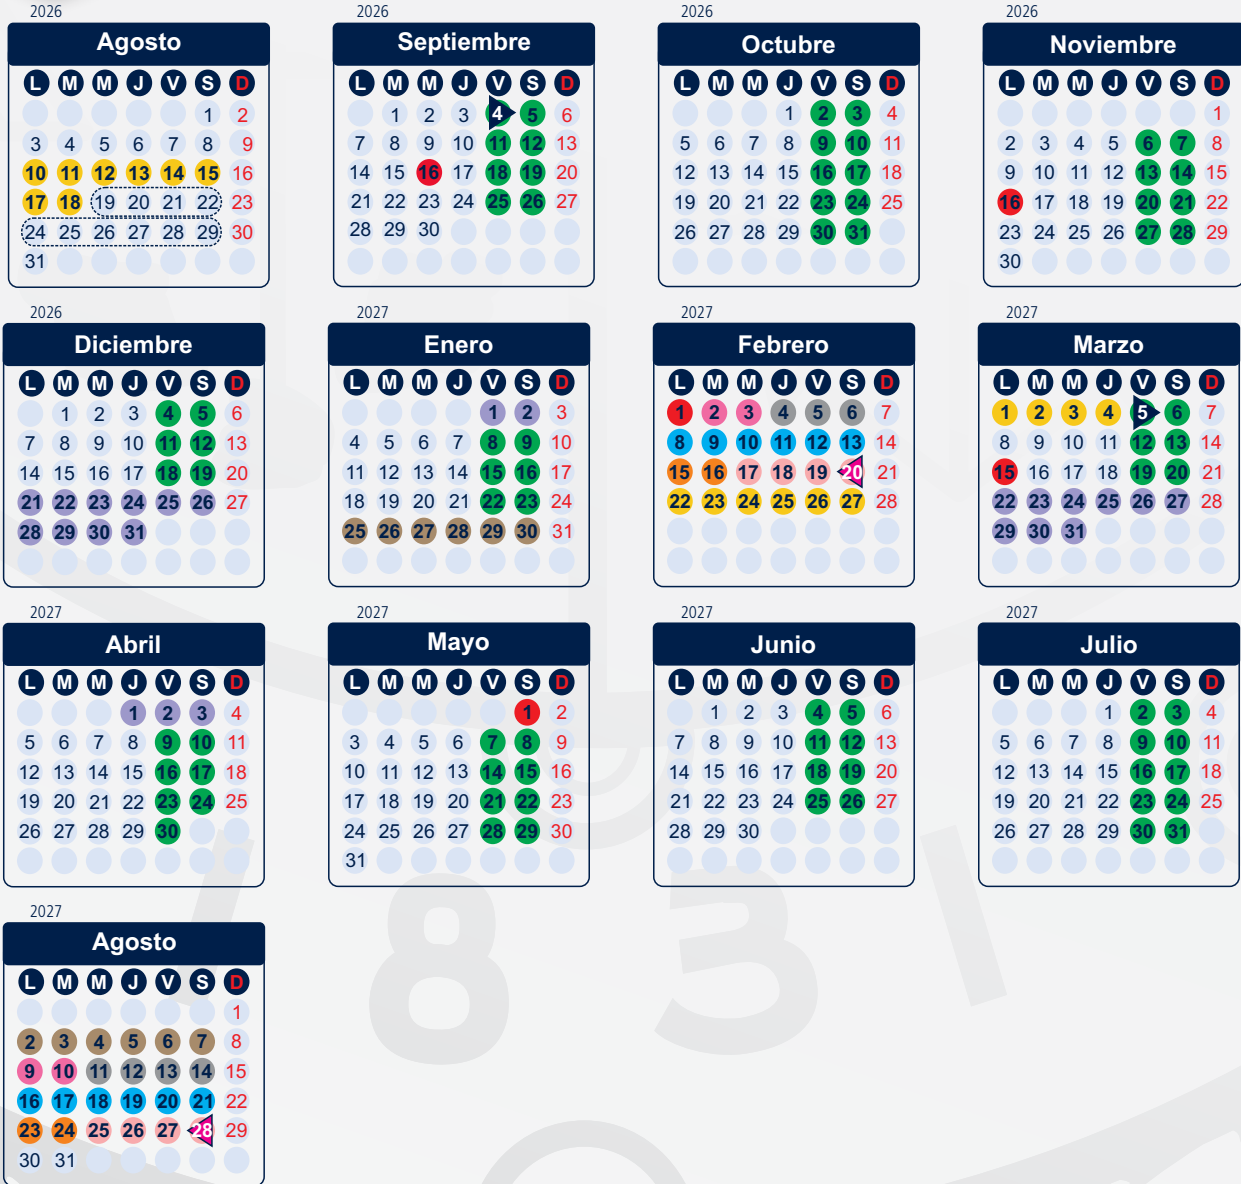 2026
Agosto
L M M J V S D
1 2
3 4 5 6 7 8 9
10 11 12 13 14 15 16
17 18 19 20 21 22 23
24 25 26 27 28 29 30
31
2026
Septiembre
L M M J V S D
1 2 3 4 5 6
7 8 9 10 11 12 13
14 15 16 17 18 19 20
21 22 23 24 25 26 27
28 29 30
2026
Octubre
L M M J V S D
1 2 3 4
5 6 7 8 9 10 11
12 13 14 15 16 17 18
19 20 21 22 23 24 25
26 27 28 29 30 31
2026
Noviembre
L M M J V S D
1
2 3 4 5 6 7 8
9 10 11 12 13 14 15
16 17 18 19 20 21 22
23 24 25 26 27 28 29
30
2026
Diciembre
L M M J V S D
1 2 3 4 5 6
7 8 9 10 11 12 13
14 15 16 17 18 19 20
21 22 23 24 25 26 27
28 29 30 31
2027
Enero
L M M J V S D
1 2 3
4 5 6 7 8 9 10
11 12 13 14 15 16 17
18 19 20 21 22 23 24
25 26 27 28 29 30 31
2027
Febrero
L M M J V S D
1 2 3 4 5 6 7
8 9 10 11 12 13 14
15 16 17 18 19 20 21
22 23 24 25 26 27 28
2027
Marzo
L M M J V S D
1 2 3 4 5 6 7
8 9 10 11 12 13 14
15 16 17 18 19 20 21
22 23 24 25 26 27 28
29 30 31
2027
Abril
L M M J V S D
1 2 3 4
5 6 7 8 9 10 11
12 13 14 15 16 17 18
19 20 21 22 23 24 25
26 27 28 29 30
2027
Mayo
L M M J V S D
1 2
3 4 5 6 7 8 9
10 11 12 13 14 15 16
17 18 19 20 21 22 23
24 25 26 27 28 29 30
31
2027
Junio
L M M J V S D
1 2 3 4 5 6
7 8 9 10 11 12 13
14 15 16 17 18 19 20
21 22 23 24 25 26 27
28 29 30
2027
Julio
L M M J V S D
1 2 3 4
5 6 7 8 9 10 11
12 13 14 15 16 17 18
19 20 21 22 23 24 25
26 27 28 29 30 31
2027
Agosto
L M M J V S D
1
2 3 4 5 6 7 8
9 10 11 12 13 14 15
16 17 18 19 20 21 22
23 24 25 26 27 28 29
30 31
1831